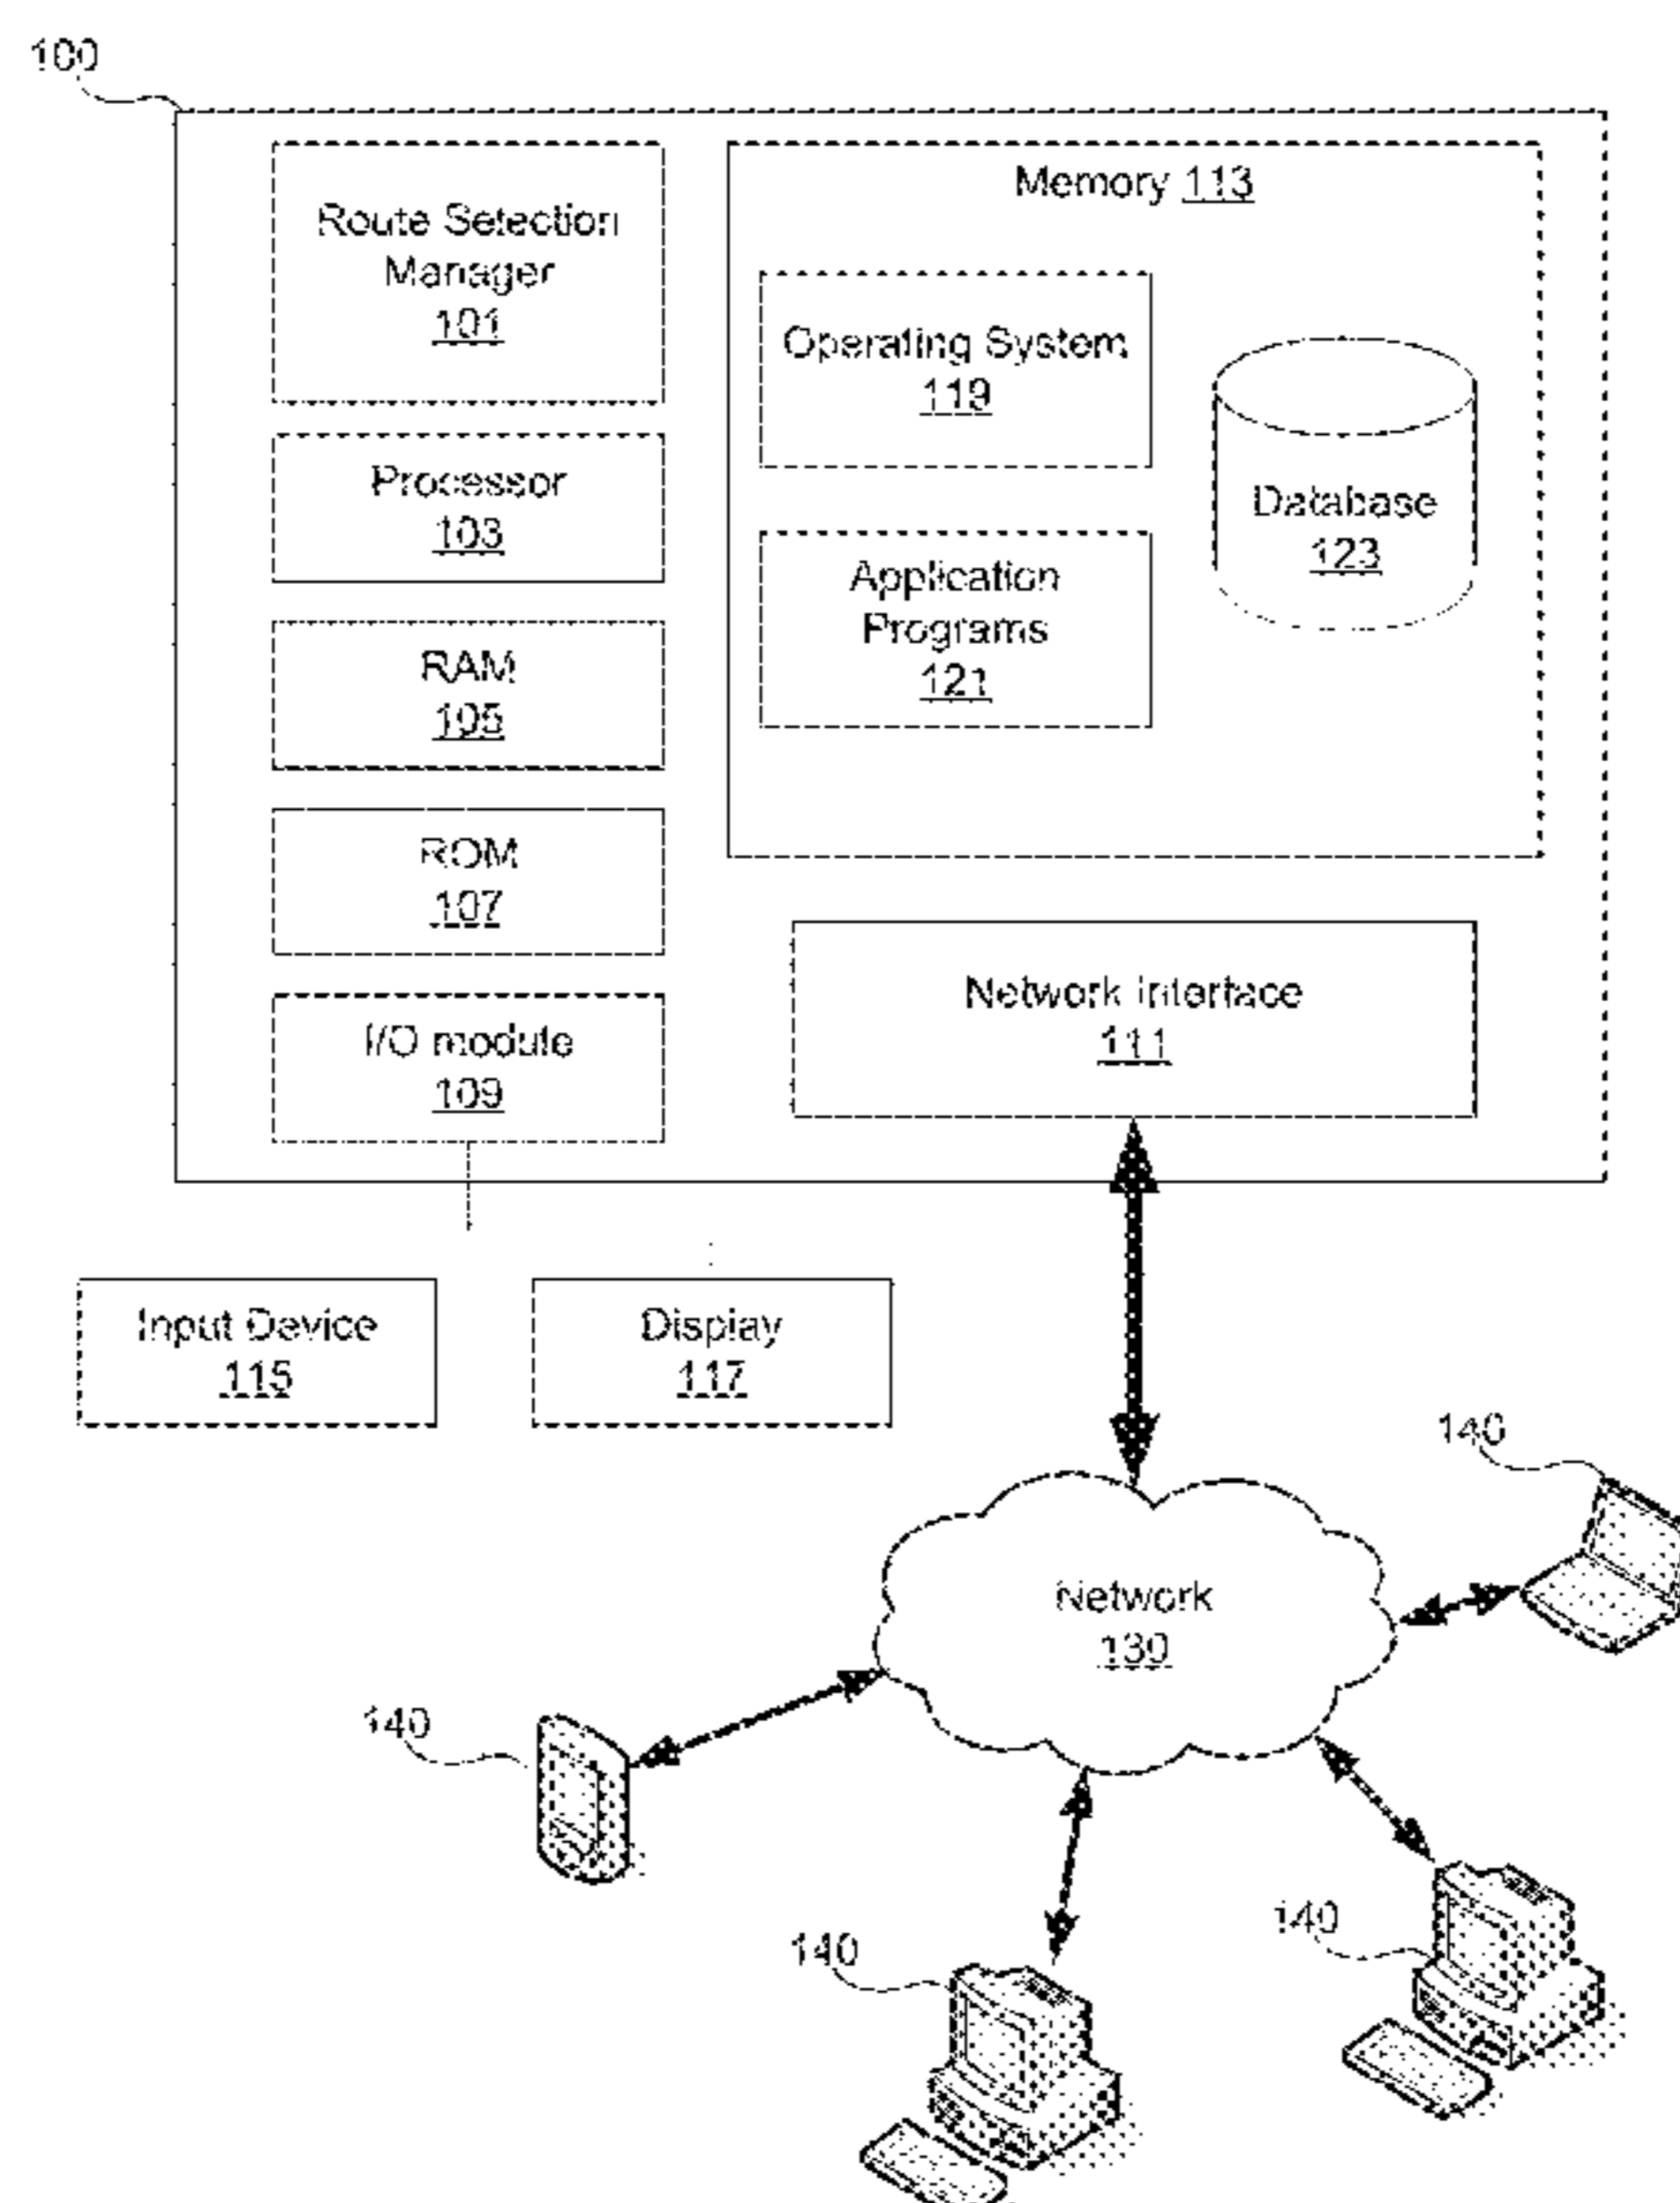 100
Route Selection
Manager
101
Processor
103
RAM
105
ROM
107
I/O module
109
Memory 113
Operating System
119
Application
Programs
121
Database
123
Network Interface
111
Input Device
115
Display
117
Network
130
140
140
140
140